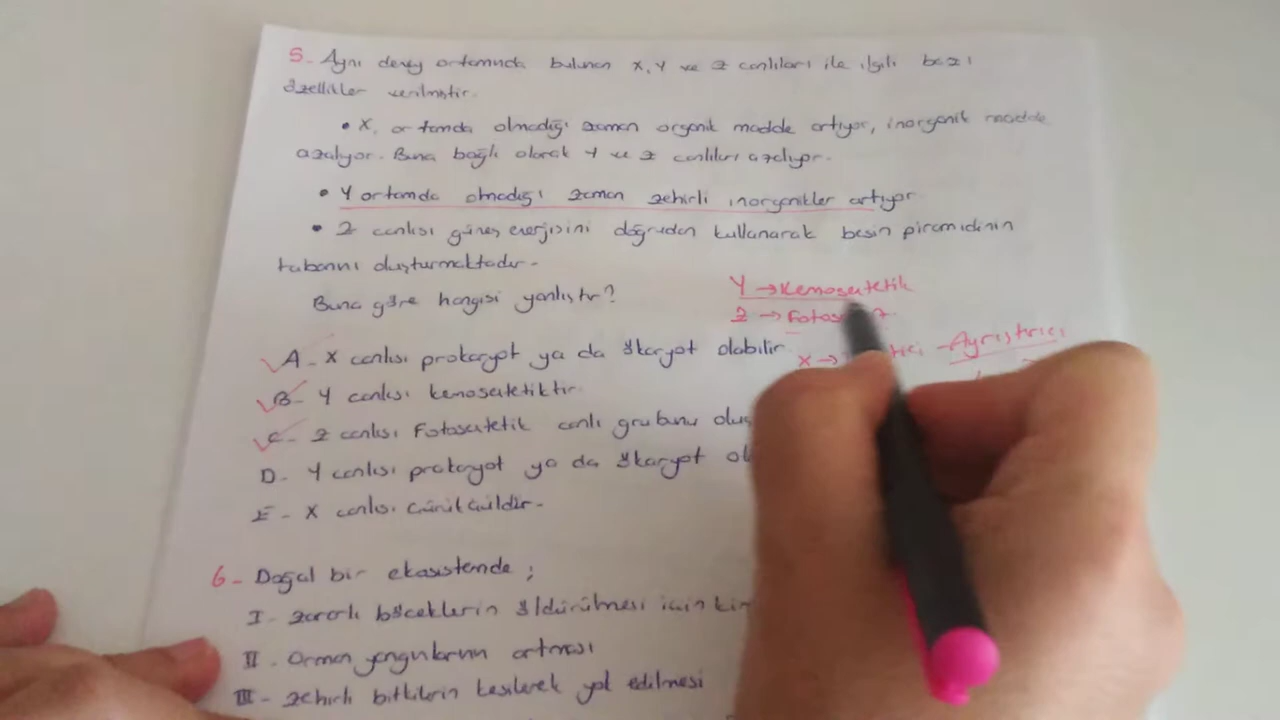 5- Aynı deney ortamında bulunan X, Y ve Z canlıları ile ilgili bazı
özellikler verilmiştir.
• X, ortamda olmadığı zaman organik madde artıyor, inorganik madde
azalıyor. Buna bağlı olarak Y ve Z canlıları azalıyor.
• Y ortamda olmadığı zaman zehirli inorganikler artıyor.
• Z canlısı güneş enerjisini doğrudan kullanarak besin piramidinin
tabanını oluşturmaktadır.
Buna göre hangisi yanlıştır?
Y → Kemosentetik
Z → Fotos
X → tici - Ayrıştırıcı
A- X canlısı prokaryot ya da ökaryot olabilir.
B- Y canlısı kemosentetiktir.
C- Z canlısı Fotosentetik canlı grubunu oluş
D- Y canlısı prokaryot ya da ökaryot ol
E- X canlısı çürükçüldür.
6- Doğal bir ekosistemde;
I- zararlı böceklerin öldürülmesi için kim
II. Orman yangınlarının artması
III- zehirli bitkilerin kesilerek yok edilmesi